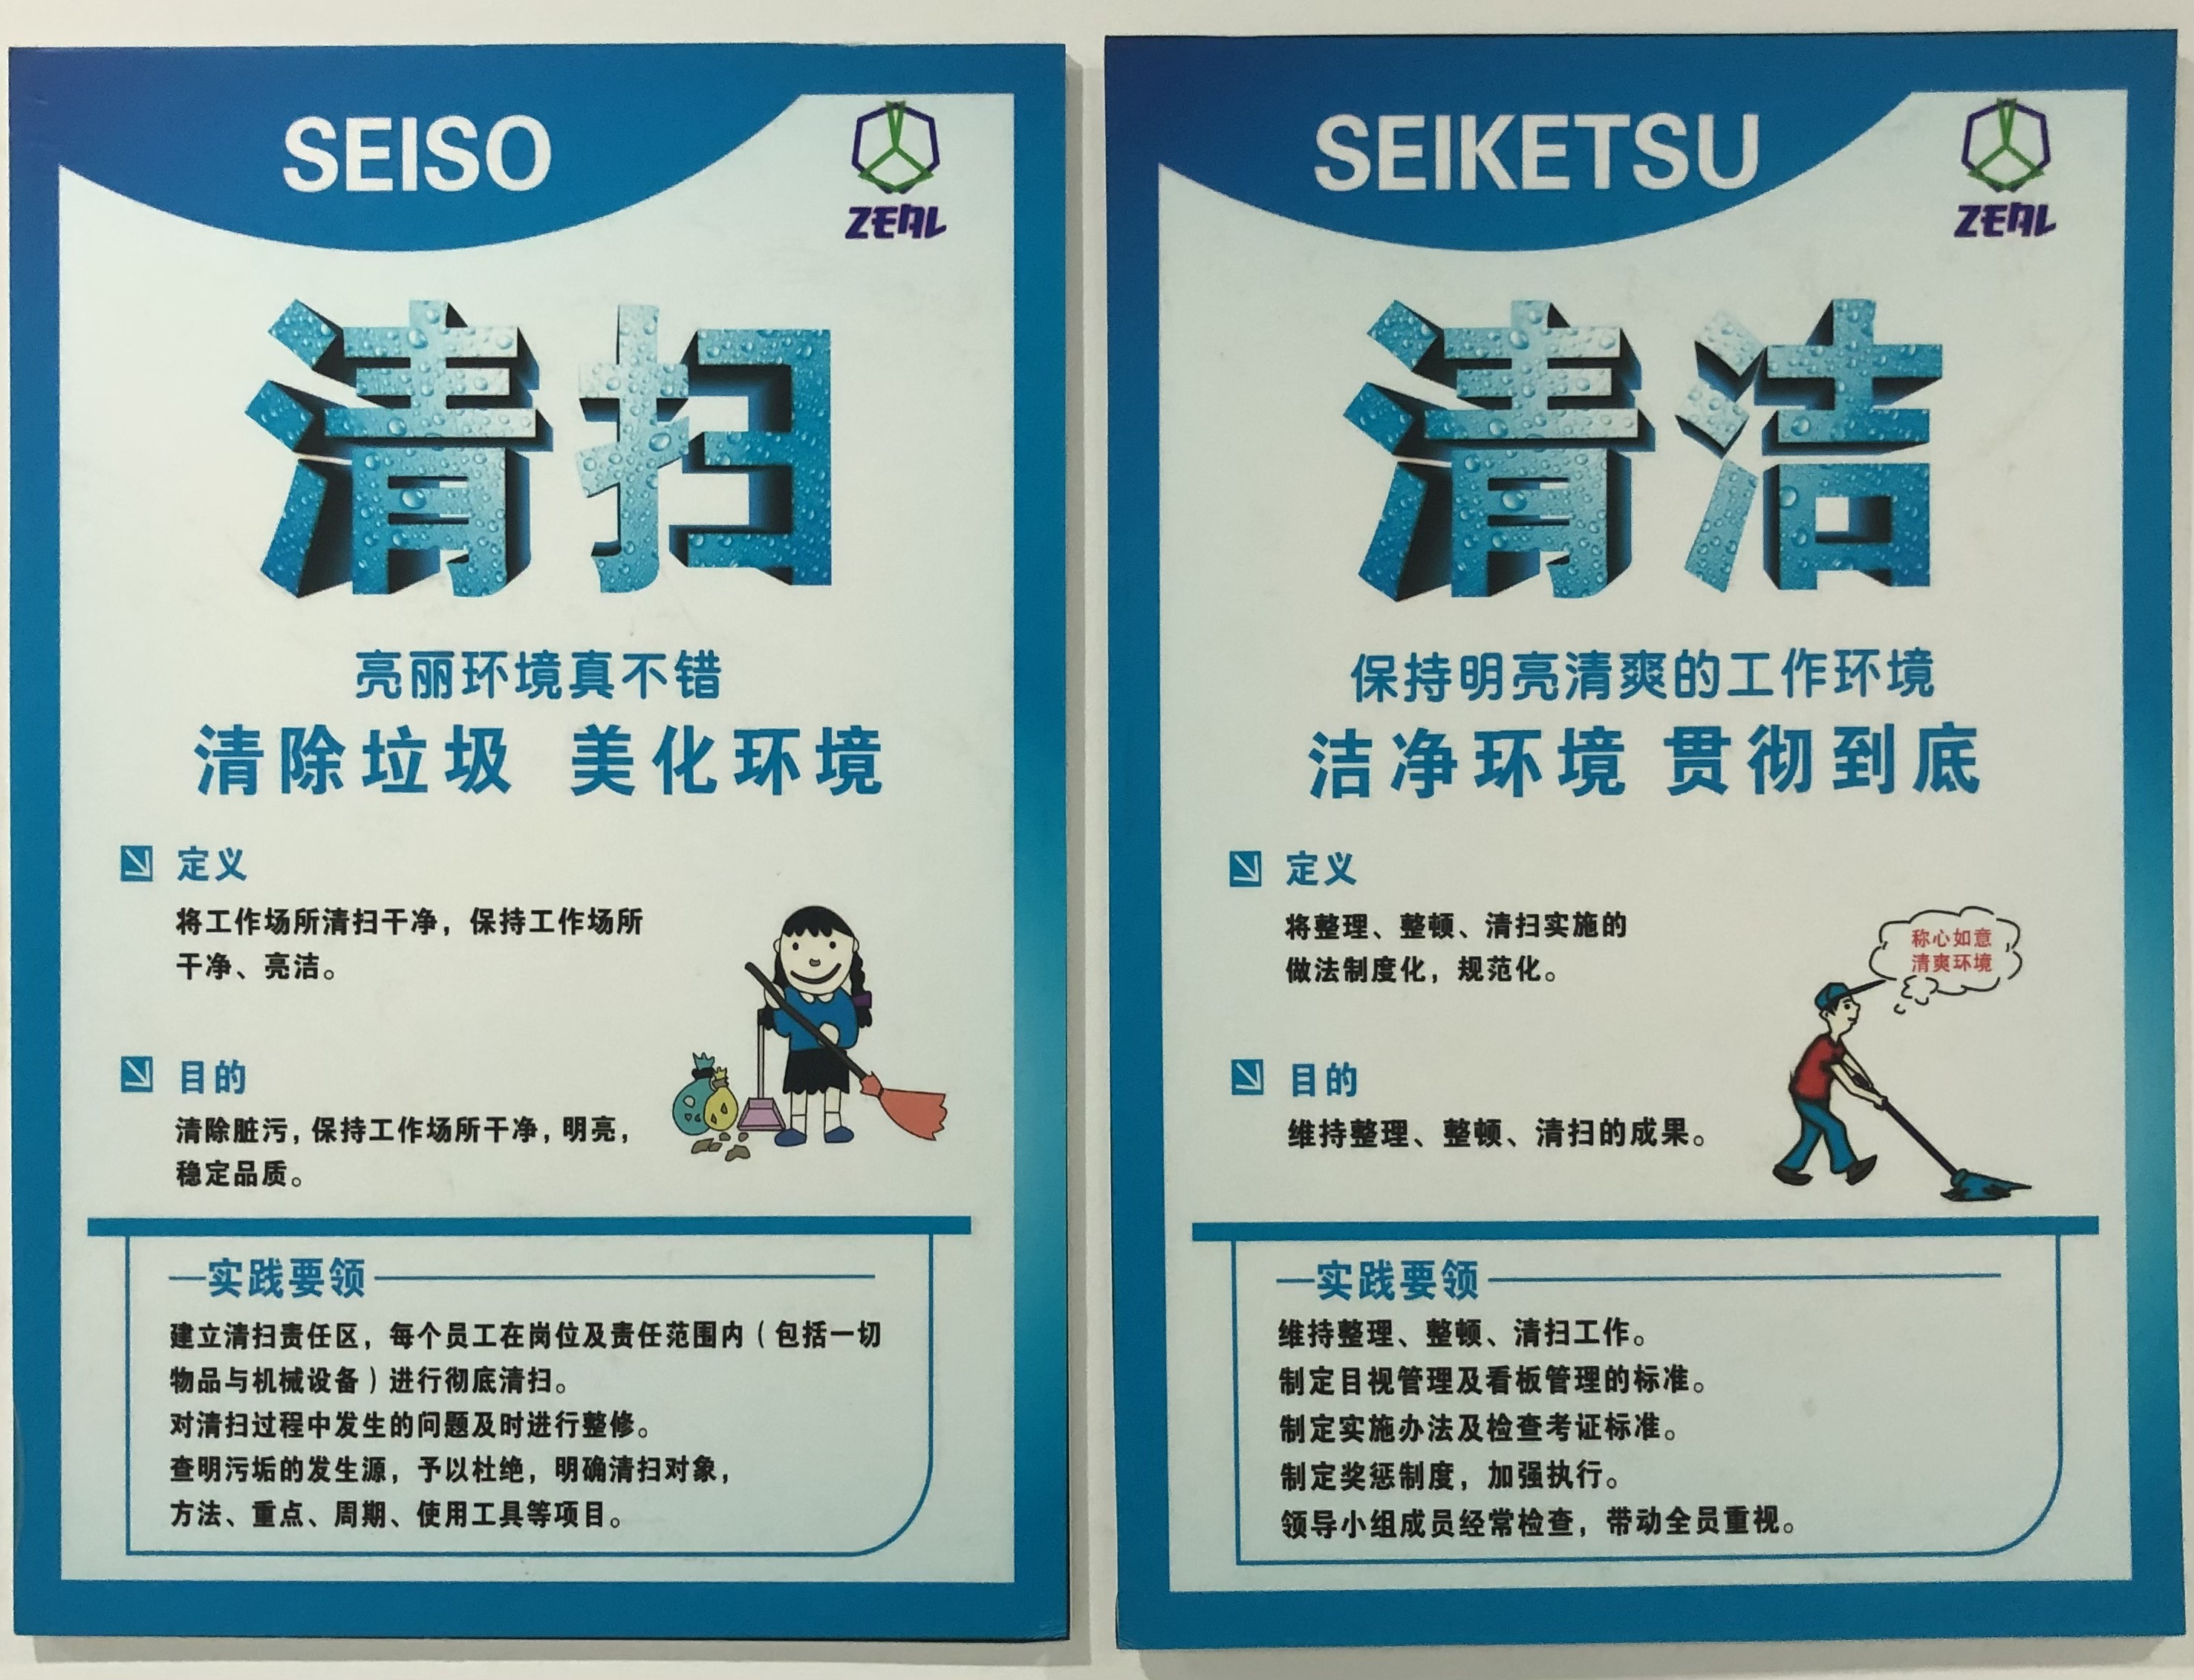 SEISO
ZEAL
清扫
亮丽环境真不错
清除垃圾 美化环境
定义
将工作场所清扫干净，保持工作场所
干净、亮洁。
目的
清除脏污，保持工作场所干净，明亮，
稳定品质。
实践要领
建立清扫责任区，每个员工在岗位及责任范围内（包括一切
物品与机械设备）进行彻底清扫。
对清扫过程中发生的问题及时进行整修。
查明污垢的发生源，予以杜绝，明确清扫对象，
方法、重点、周期、使用工具等项目。
SEIKETSU
ZEAL
清洁
保持明亮清爽的工作环境
洁净环境 贯彻到底
定义
将整理、整顿、清扫实施的
做法制度化，规范化。
称心如意
清爽环境
目的
维持整理、整顿、清扫的成果。
实践要领
维持整理、整顿、清扫工作。
制定目视管理及看板管理的标准。
制定实施办法及检查考证标准。
制定奖惩制度，加强执行。
领导小组成员经常检查，带动全员重视。